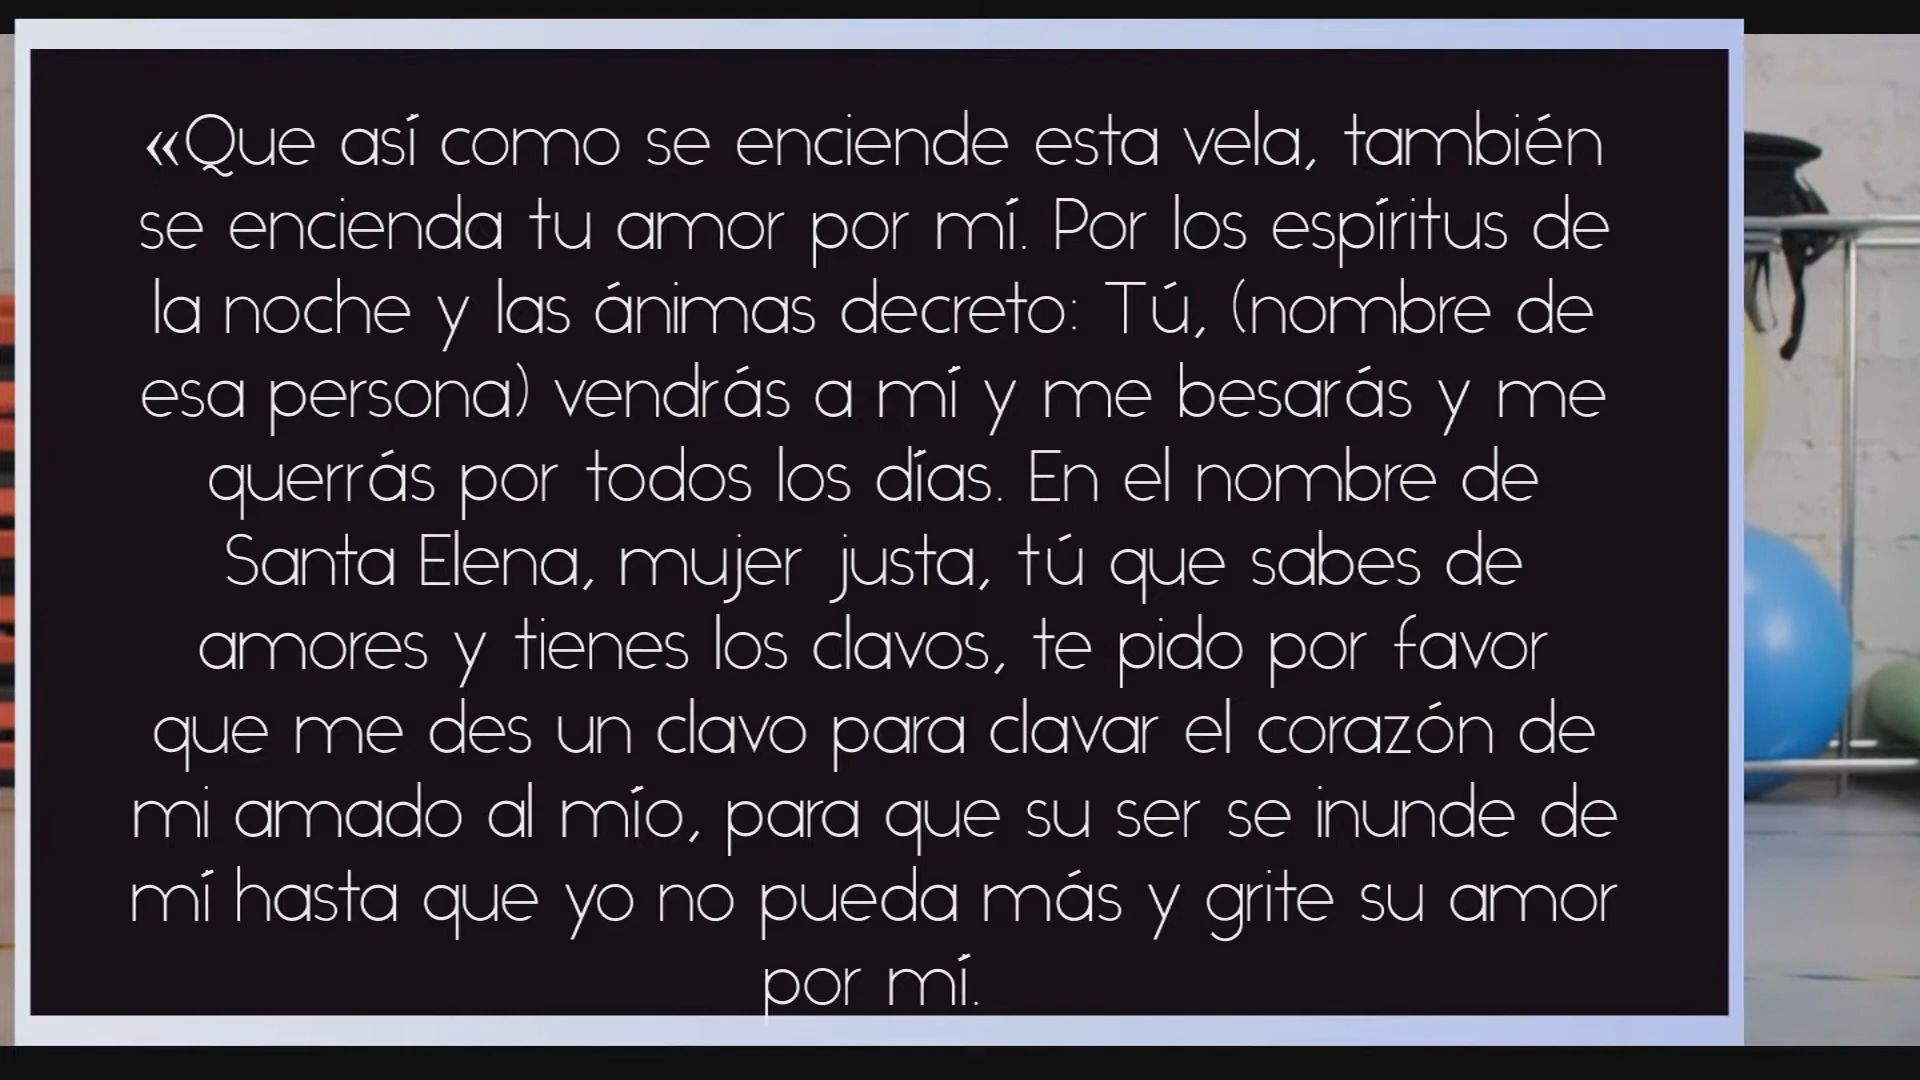 «Que así como se enciende esta vela, también
se encienda tu amor por mí. Por los espíritus de
la noche y las ánimas decreto: Tú, (nombre de
esa persona) vendrás a mí y me besarás y me
querrás por todos los días. En el nombre de
Santa Elena, mujer justa, tú que sabes de
amores y tienes los clavos, te pido por favor
que me des un clavo para clavar el corazón de
mi amado al mío, para que su ser se inunde de
mí hasta que yo no pueda más y grite su amor
por mí.